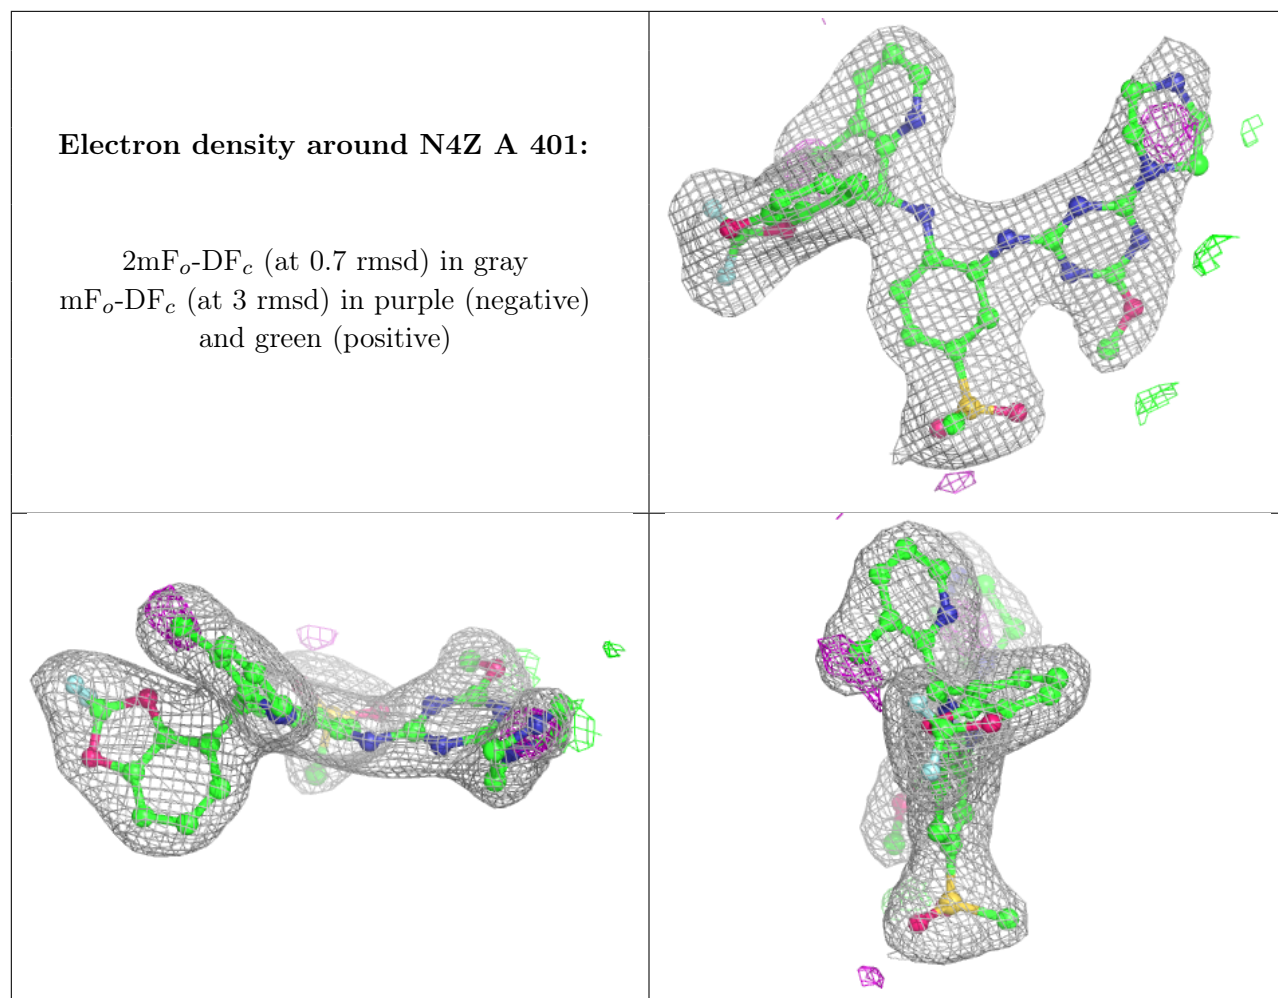 Electron density around N4Z A 401:
2mFo-DFc (at 0.7 rmsd) in gray
mFo-DFc (at 3 rmsd) in purple (negative)
and green (positive)